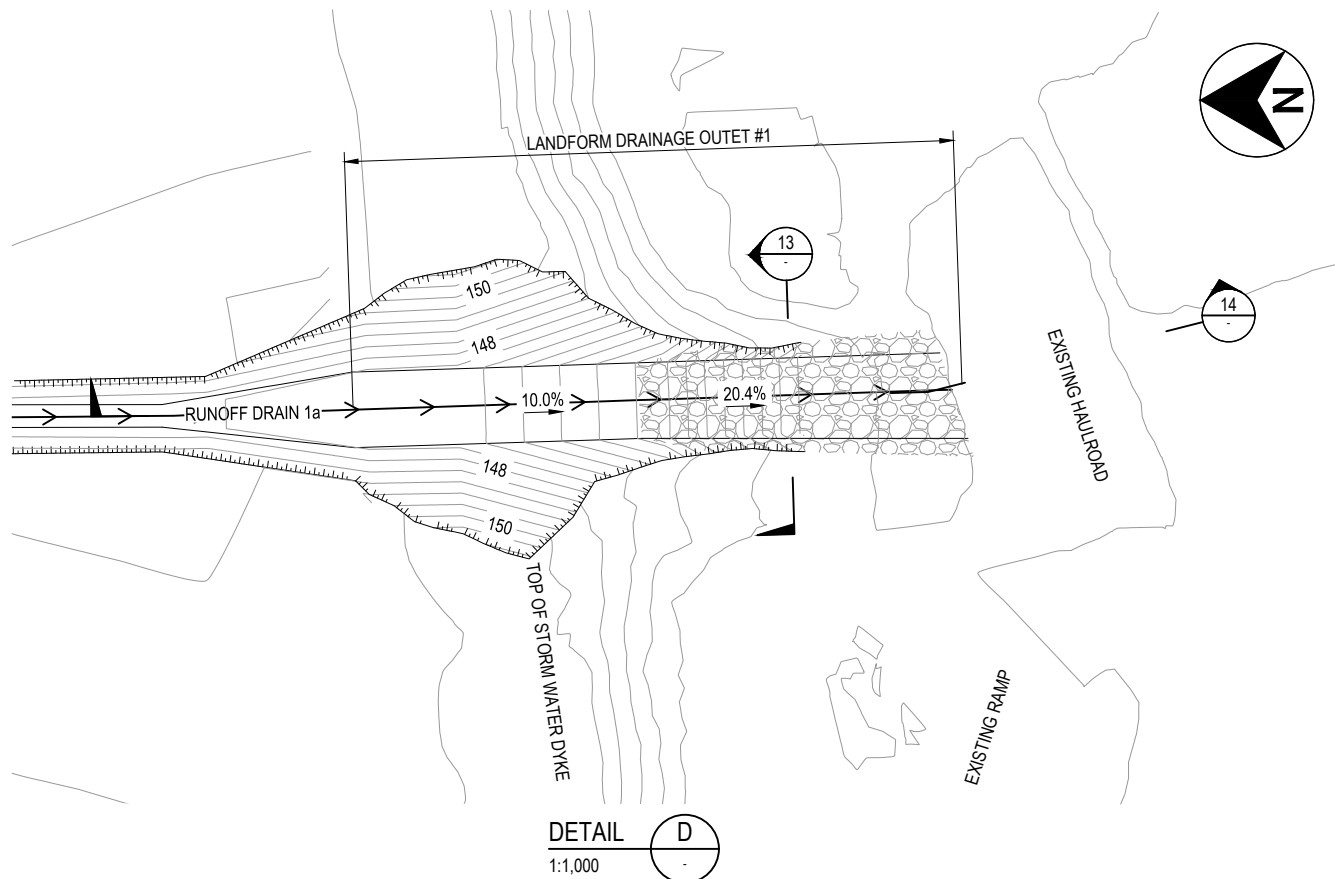 N
LANDFORM DRAINAGE OUTET #1
13
-
14
-
150
148
EXISTING HAULROAD
10.0%
20.4%
RUNOFF DRAIN 1a
148
150
TOP OF STORM WATER DYKE
EXISTING RAMP
DETAIL
D
1:1,000
-